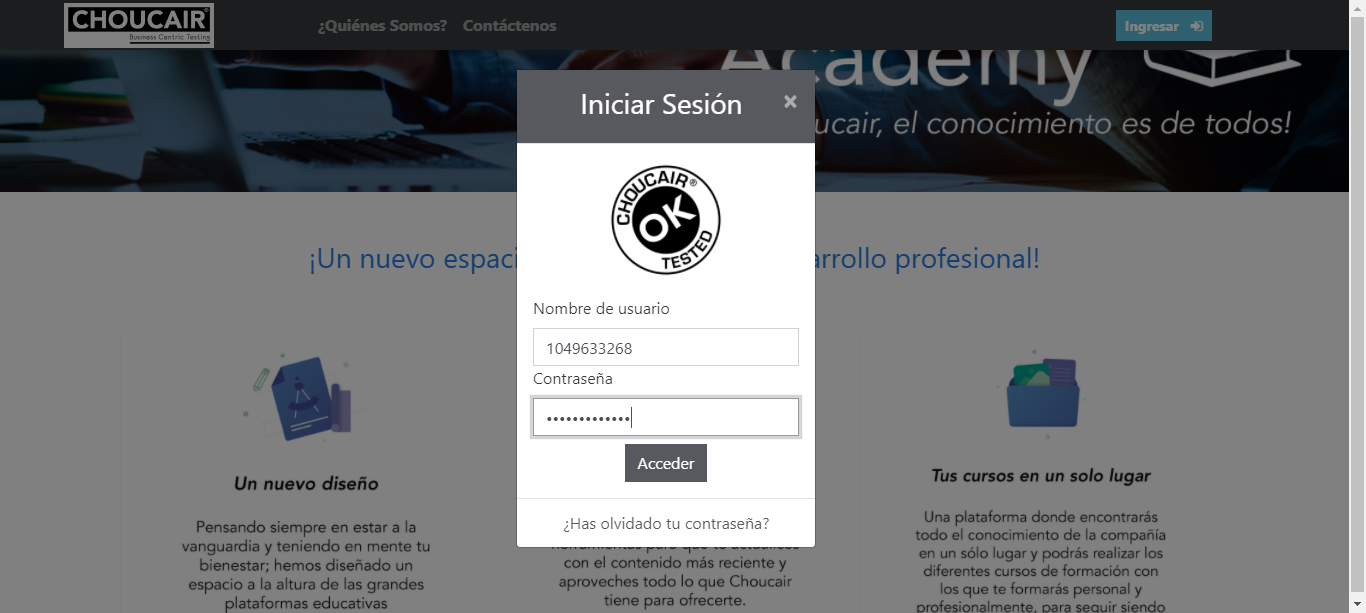 CHOUCAIR®
Business Centric Testing
¿Quiénes Somos? Contáctenos
Ingresar
Academy
ucair, el conocimiento es de todos!
Iniciar Sesión
×
CHOUCAIR®
OK
TESTED
¡Un nuevo espaci
rrollo profesional!
Nombre de usuario
1049633268
Contraseña
•••••••••••••
Acceder
¿Has olvidado tu contraseña?
Un nuevo diseño
Pensando siempre en estar a la
vanguardia y teniendo en mente tu
bienestar; hemos diseñado un
espacio a la altura de las grandes
plataformas educativas
herramientas para que te actualices
con el contenido más reciente y
aproveches todo lo que Choucair
tiene para ofrecerte.
Tus cursos en un solo lugar
Una plataforma donde encontrarás
todo el conocimiento de la compañía
en un sólo lugar y podrás realizar los
diferentes cursos de formación con
los que te formarás personal y
profesionalmente, para seguir siendo